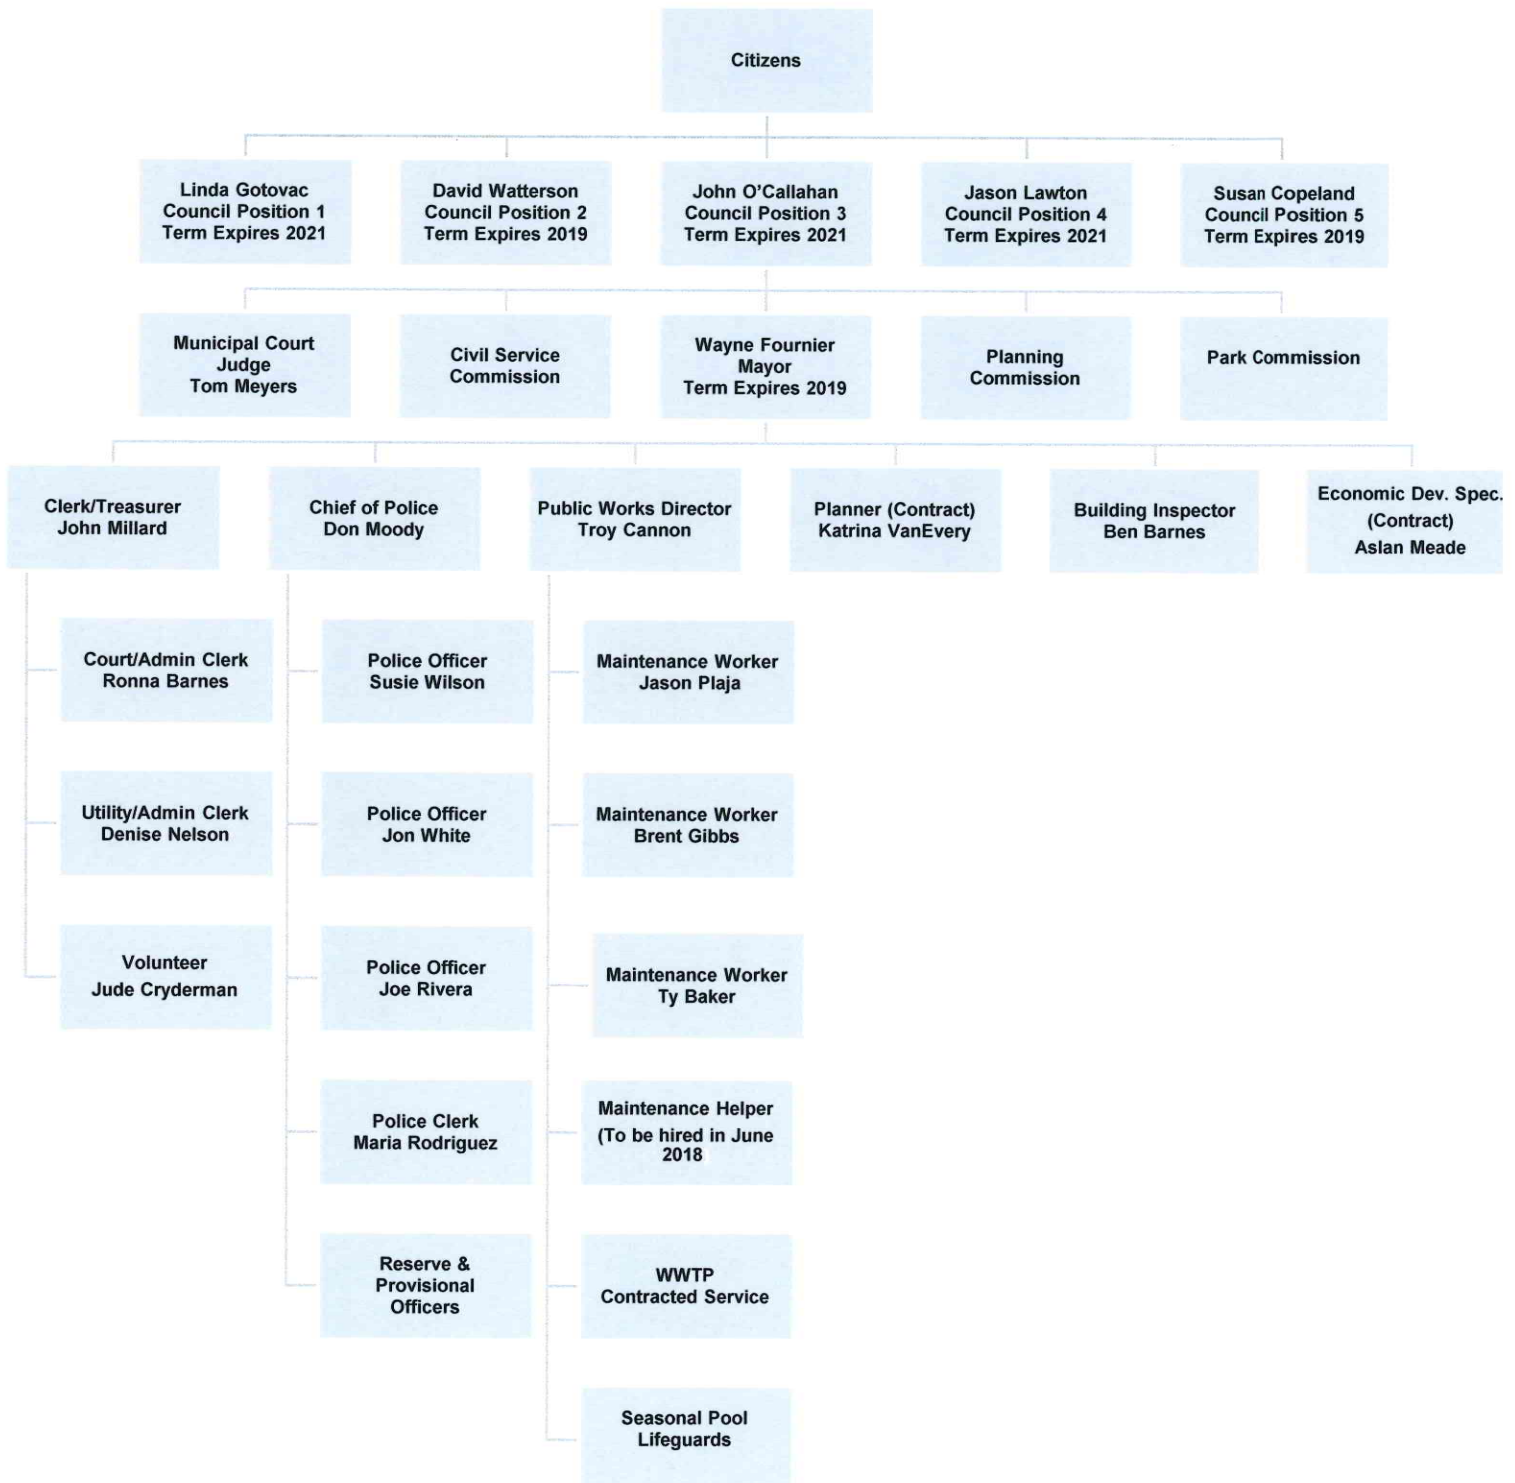 Citizens
Linda Gotovac
Council Position 1
Term Expires 2021
David Watterson
Council Position 2
Term Expires 2019
John O'Callahan
Council Position 3
Term Expires 2021
Jason Lawton
Council Position 4
Term Expires 2021
Susan Copeland
Council Position 5
Term Expires 2019
Municipal Court
Judge
Tom Meyers
Civil Service
Commission
Wayne Fournier
Mayor
Term Expires 2019
Planning
Commission
Park Commission
Clerk/Treasurer
John Millard
Chief of Police
Don Moody
Public Works Director
Troy Cannon
Planner (Contract)
Katrina VanEvery
Building Inspector
Ben Barnes
Economic Dev. Spec.
(Contract)
Aslan Meade
Court/Admin Clerk
Ronna Barnes
Utility/Admin Clerk
Denise Nelson
Volunteer
Jude Cryderman
Police Officer
Susie Wilson
Police Officer
Jon White
Police Officer
Joe Rivera
Police Clerk
Maria Rodriguez
Reserve &
Provisional
Officers
Maintenance Worker
Jason Plaja
Maintenance Worker
Brent Gibbs
Maintenance Worker
Ty Baker
Maintenance Helper
(To be hired in June
2018)
WWTP
Contracted Service
Seasonal Pool
Lifeguards